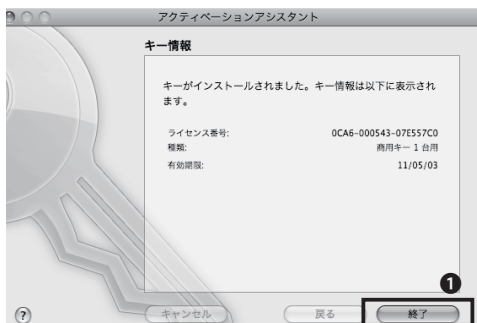 アクティベーションアシスタント
キー情報
キーがインストールされました。キー情報は以下に表示され
ます。
ライセンス番号: 0CA6-000543-07E557C0
種類: 商用キー 1 台用
有効期限: 11/05/03
❶
? キャンセル 戻る 終了